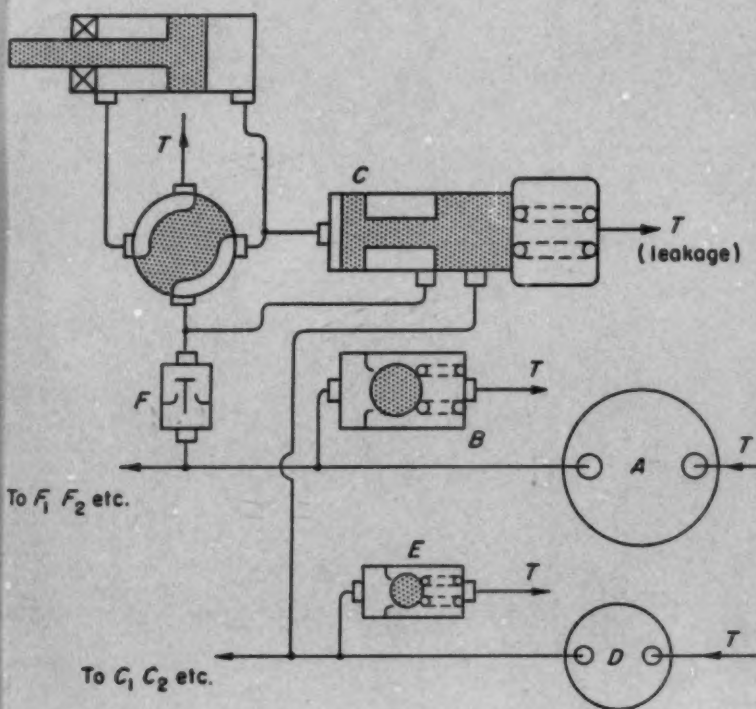 T
C
T
(leakage)
F
T
B
A
T
To F₁ F₂ etc.
E
T
D
T
To C₁ C₂ etc.